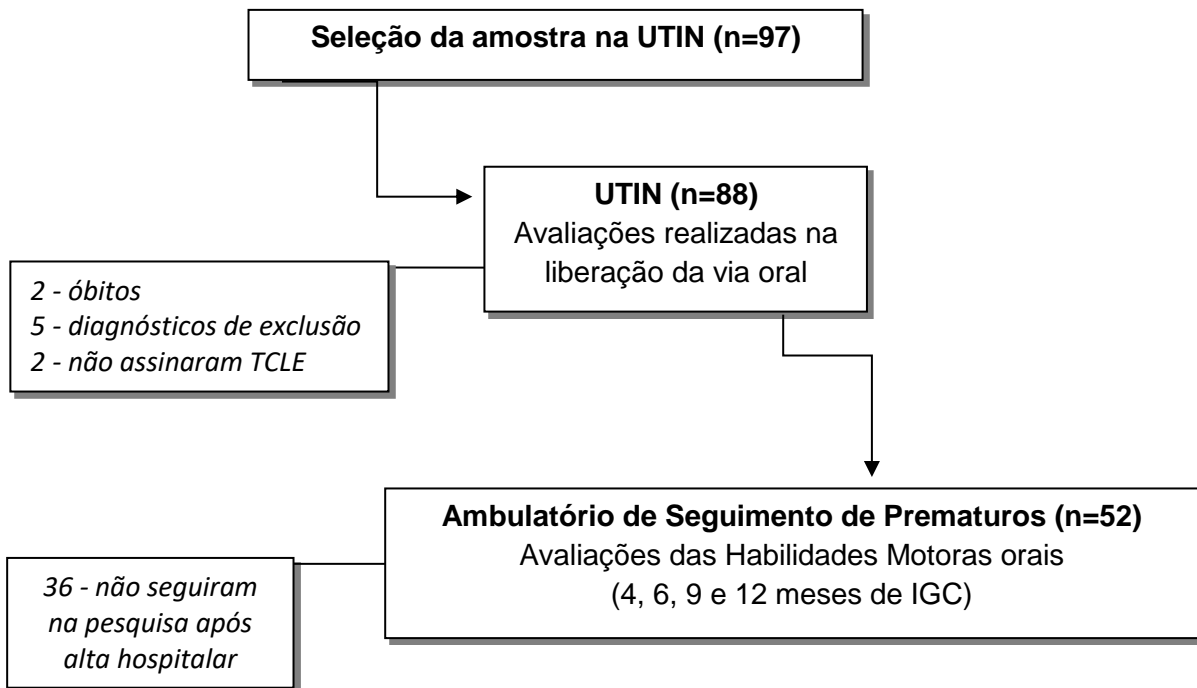 Seleção da amostra na UTIN (n=97)
UTIN (n=88)
Avaliações realizadas na
liberação da via oral
2 - óbitos
5 - diagnósticos de exclusão
2 - não assinaram TCLE
Ambulatório de Seguimento de Prematuros (n=52)
Avaliações das Habilidades Motoras orais
(4, 6, 9 e 12 meses de IGC)
36 - não seguiram
na pesquisa após
alta hospitalar